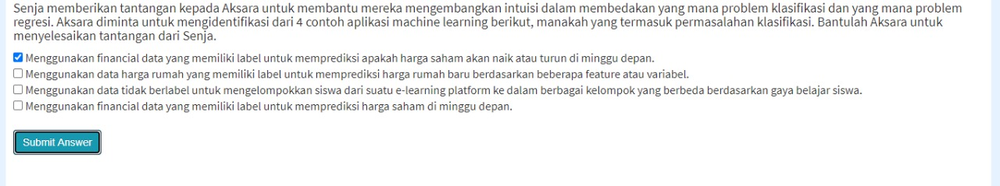 Senja memberikan tantangan kepada Aksara untuk membantu mereka mengembangkan intuisi dalam membedakan yang mana problem klasifikasi dan yang mana problem
regresi. Aksara diminta untuk mengidentifikasi dari 4 contoh aplikasi machine learning berikut, manakah yang termasuk permasalahan klasifikasi. Bantulah Aksara untuk
menyelesaikan tantangan dari Senja.
Menggunakan financial data yang memiliki label untuk memprediksi apakah harga saham akan naik atau turun di minggu depan.
Menggunakan data harga rumah yang memiliki label untuk memprediksi harga rumah baru berdasarkan beberapa feature atau variabel.
Menggunakan data tidak berlabel untuk mengelompokkan siswa dari suatu e-learning platform ke dalam berbagai kelompok yang berbeda berdasarkan gaya belajar siswa.
Menggunakan financial data yang memiliki label untuk memprediksi harga saham di minggu depan.
Submit Answer